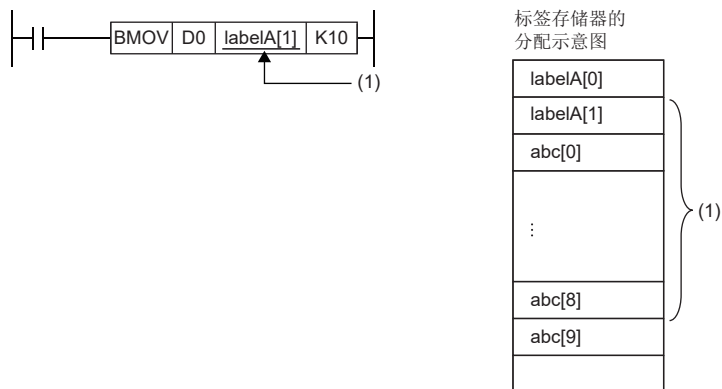 BMOV D0 labelA[1] K10
(1)
标签存储器的
分配示意图
labelA[0]
labelA[1]
abc[0]
⋮
(1)
abc[8]
abc[9]